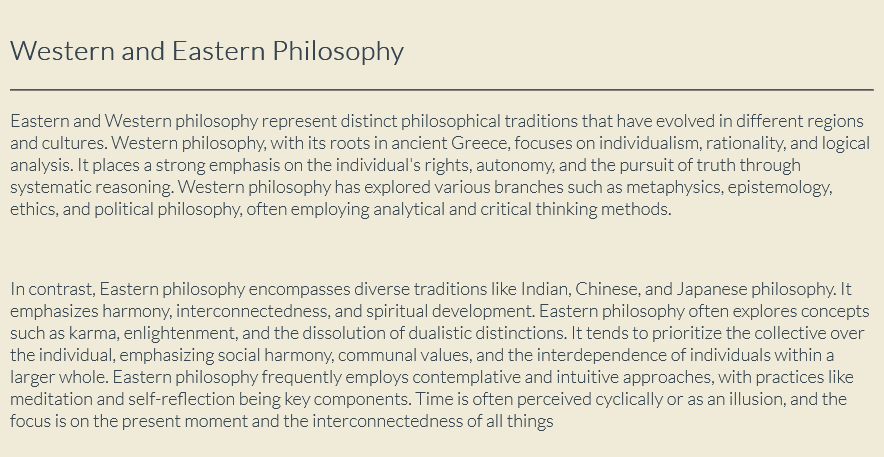 Western and Eastern Philosophy
Eastern and Western philosophy represent distinct philosophical traditions that have evolved in different regions
and cultures. Western philosophy, with its roots in ancient Greece, focuses on individualism, rationality, and logical
analysis. It places a strong emphasis on the individual's rights, autonomy, and the pursuit of truth through
systematic reasoning. Western philosophy has explored various branches such as metaphysics, epistemology,
ethics, and political philosophy, often employing analytical and critical thinking methods.
In contrast, Eastern philosophy encompasses diverse traditions like Indian, Chinese, and Japanese philosophy. It
emphasizes harmony, interconnectedness, and spiritual development. Eastern philosophy often explores concepts
such as karma, enlightenment, and the dissolution of dualistic distinctions. It tends to prioritize the collective over
the individual, emphasizing social harmony, communal values, and the interdependence of individuals within a
larger whole. Eastern philosophy frequently employs contemplative and intuitive approaches, with practices like
meditation and self-reflection being key components. Time is often perceived cyclically or as an illusion, and the
focus is on the present moment and the interconnectedness of all things